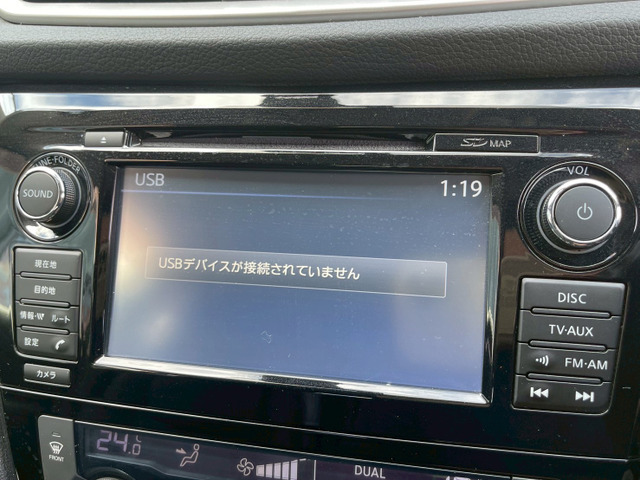 SD MAP
TUNE·FOLDER
SOUND
VOL
USB
1:19
USBデバイスが接続されていません
現在地
目的地
情報・ ルート
設定
カメラ
DISC
TV·AUX
FM·AM
FRONT
24.0
DUAL